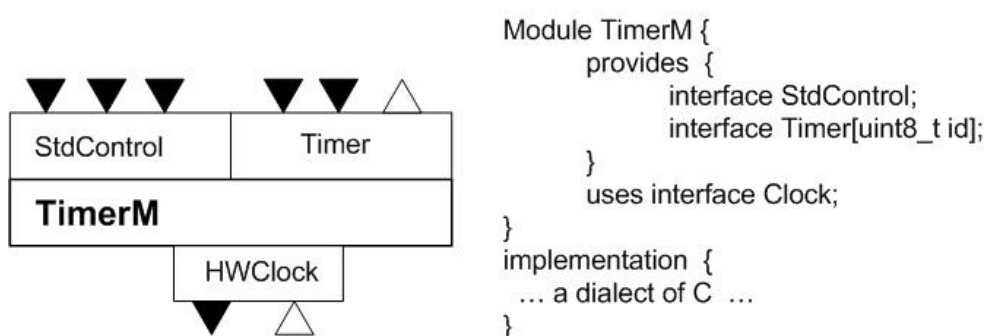 StdControl
Timer
TimerM
HWClock
Module TimerM {
provides {
interface StdControl;
interface Timer[uint8_t id];
}
uses interface Clock;
}
implementation {
… a dialect of C …
}